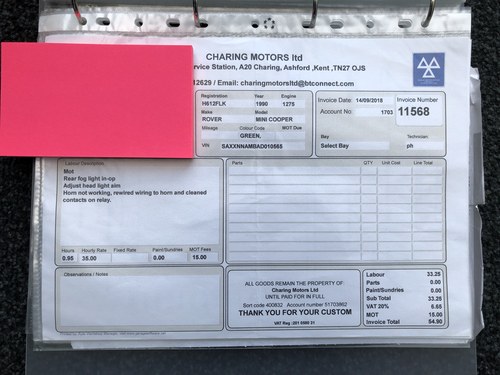 CHARING MOTORS ltd
rvice Station, A20 Charing, Ashford ,Kent ,TN27 OJS
12629 / Email: charingmotorsltd@btconnect.com
Registration Year Engine
H612FLK 1990 1275
Make Model
ROVER MINI COOPER
Mileage Colour Code MOT Due
GREEN,
VIN SAXXNNAMBAD010565
Invoice Date: 14/09/2018
Account No: 1703
Invoice Number
11568
Bay Technician
Select Bay ph
Labour Description
Mot
Rear fog light in-op
Adjust head light aim
Horn not working, rewired wiring to horn and cleaned
contacts on relay.
Parts QTY Unit Cost Line Total
Hours Hourly Rate Fixed Rate Paint/Sundries MOT Fees
0.95 35.00 0.00 15.00
Observations / Notes
ALL GOODS REMAIN THE PROPERTY OF
Charing Motors Ltd
UNTIL PAID FOR IN FULL
Sort code 400832 Account number 51703862
THANK YOU FOR YOUR CUSTOM
Labour 33.25
Parts 0.00
Paint/Sundries 0.00
Sub Total 33.25
VAT 20% 6.65
MOT 15.00
Invoice Total 54.90